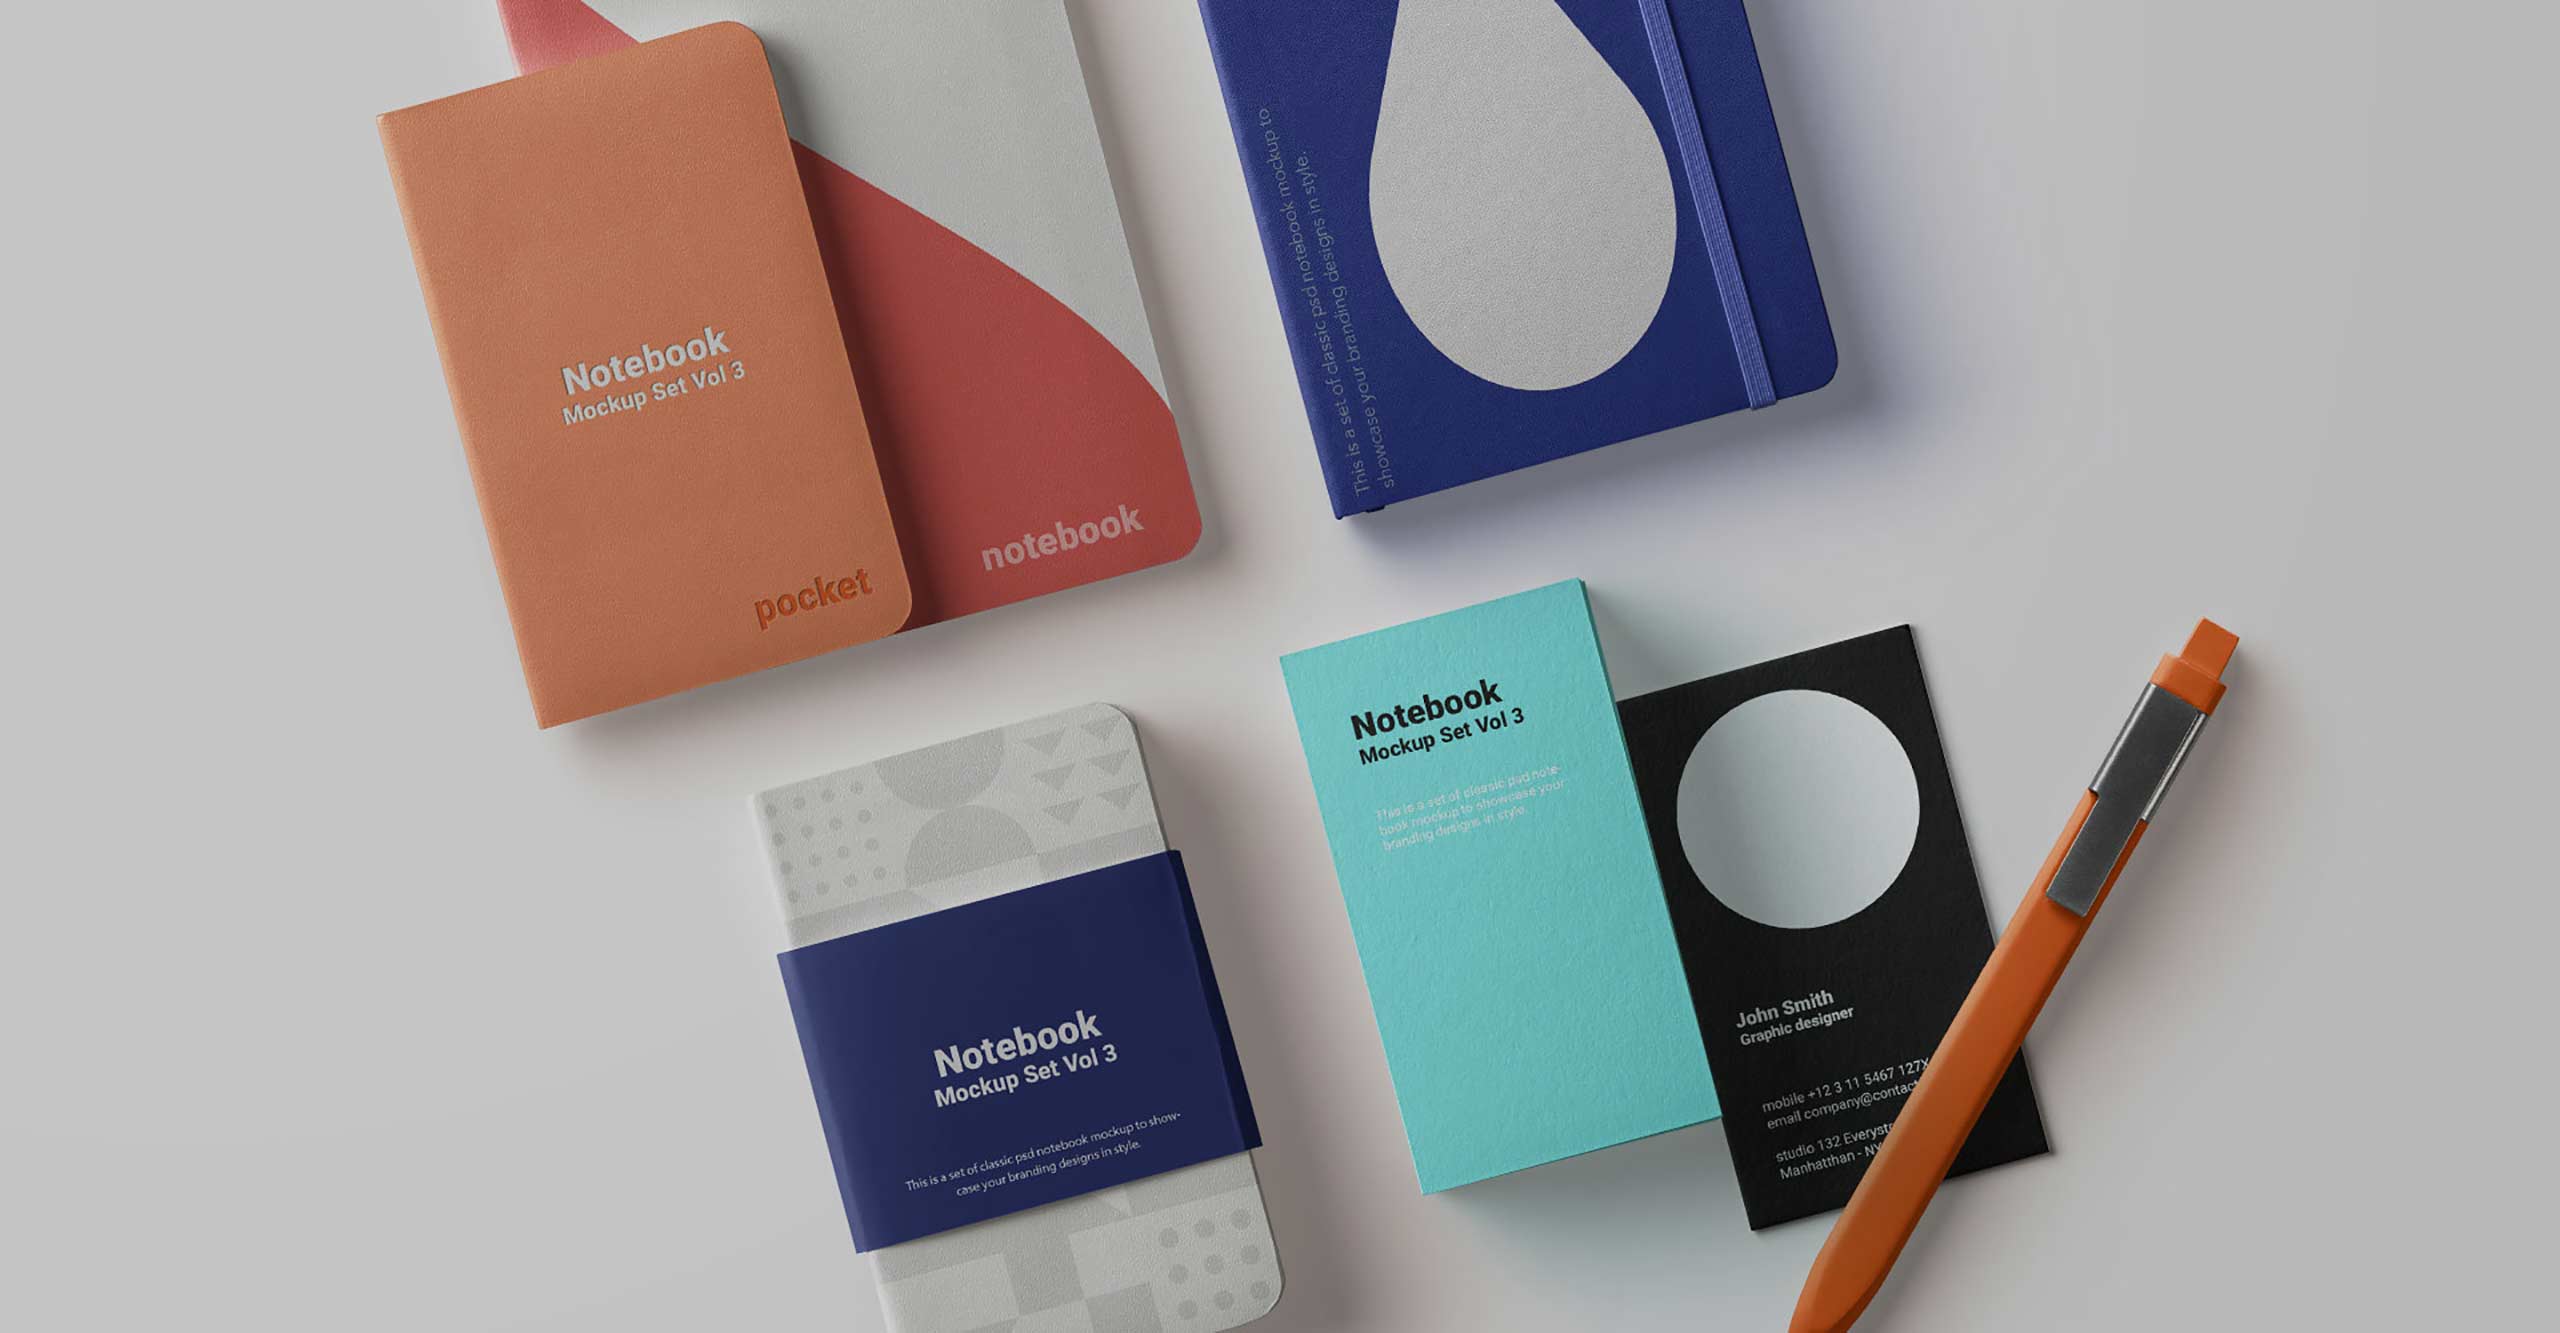 Notebook
Mockup Set Vol 3
pocket
notebook
This is a set of classic psd notebook mockup to
showcase your branding designs in style.
Notebook
Mockup Set Vol 3
This is a set of classic psd note-
book mockup to showcase your
branding designs in style.
John Smith
Graphic designer
mobile +12 3 11 5467 127X
email company@contact
studio 132 Everystr
Manhatthan - NY
Notebook
Mockup Set Vol 3
This is a set of classic psd notebook mockup to show-
case your branding designs in style.